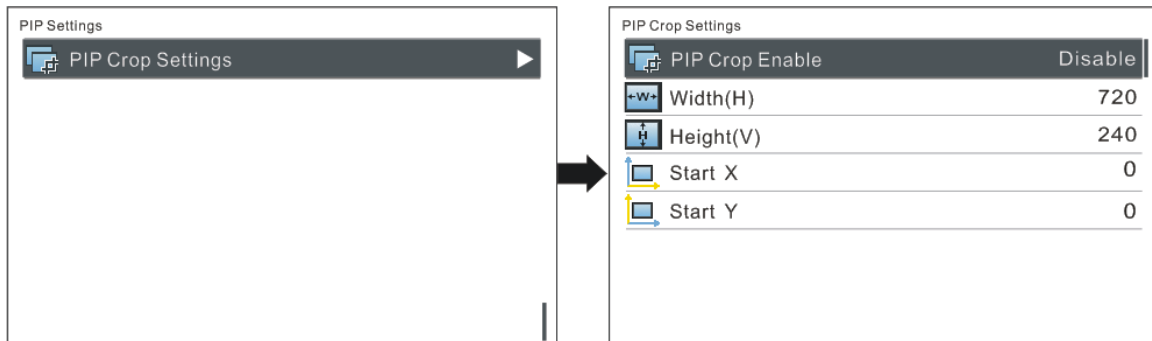 PIP Settings
PIP Crop Settings
PIP Crop Settings
PIP Crop Enable Disable
W Width(H) 720
H Height(V) 240
Start X 0
Start Y 0